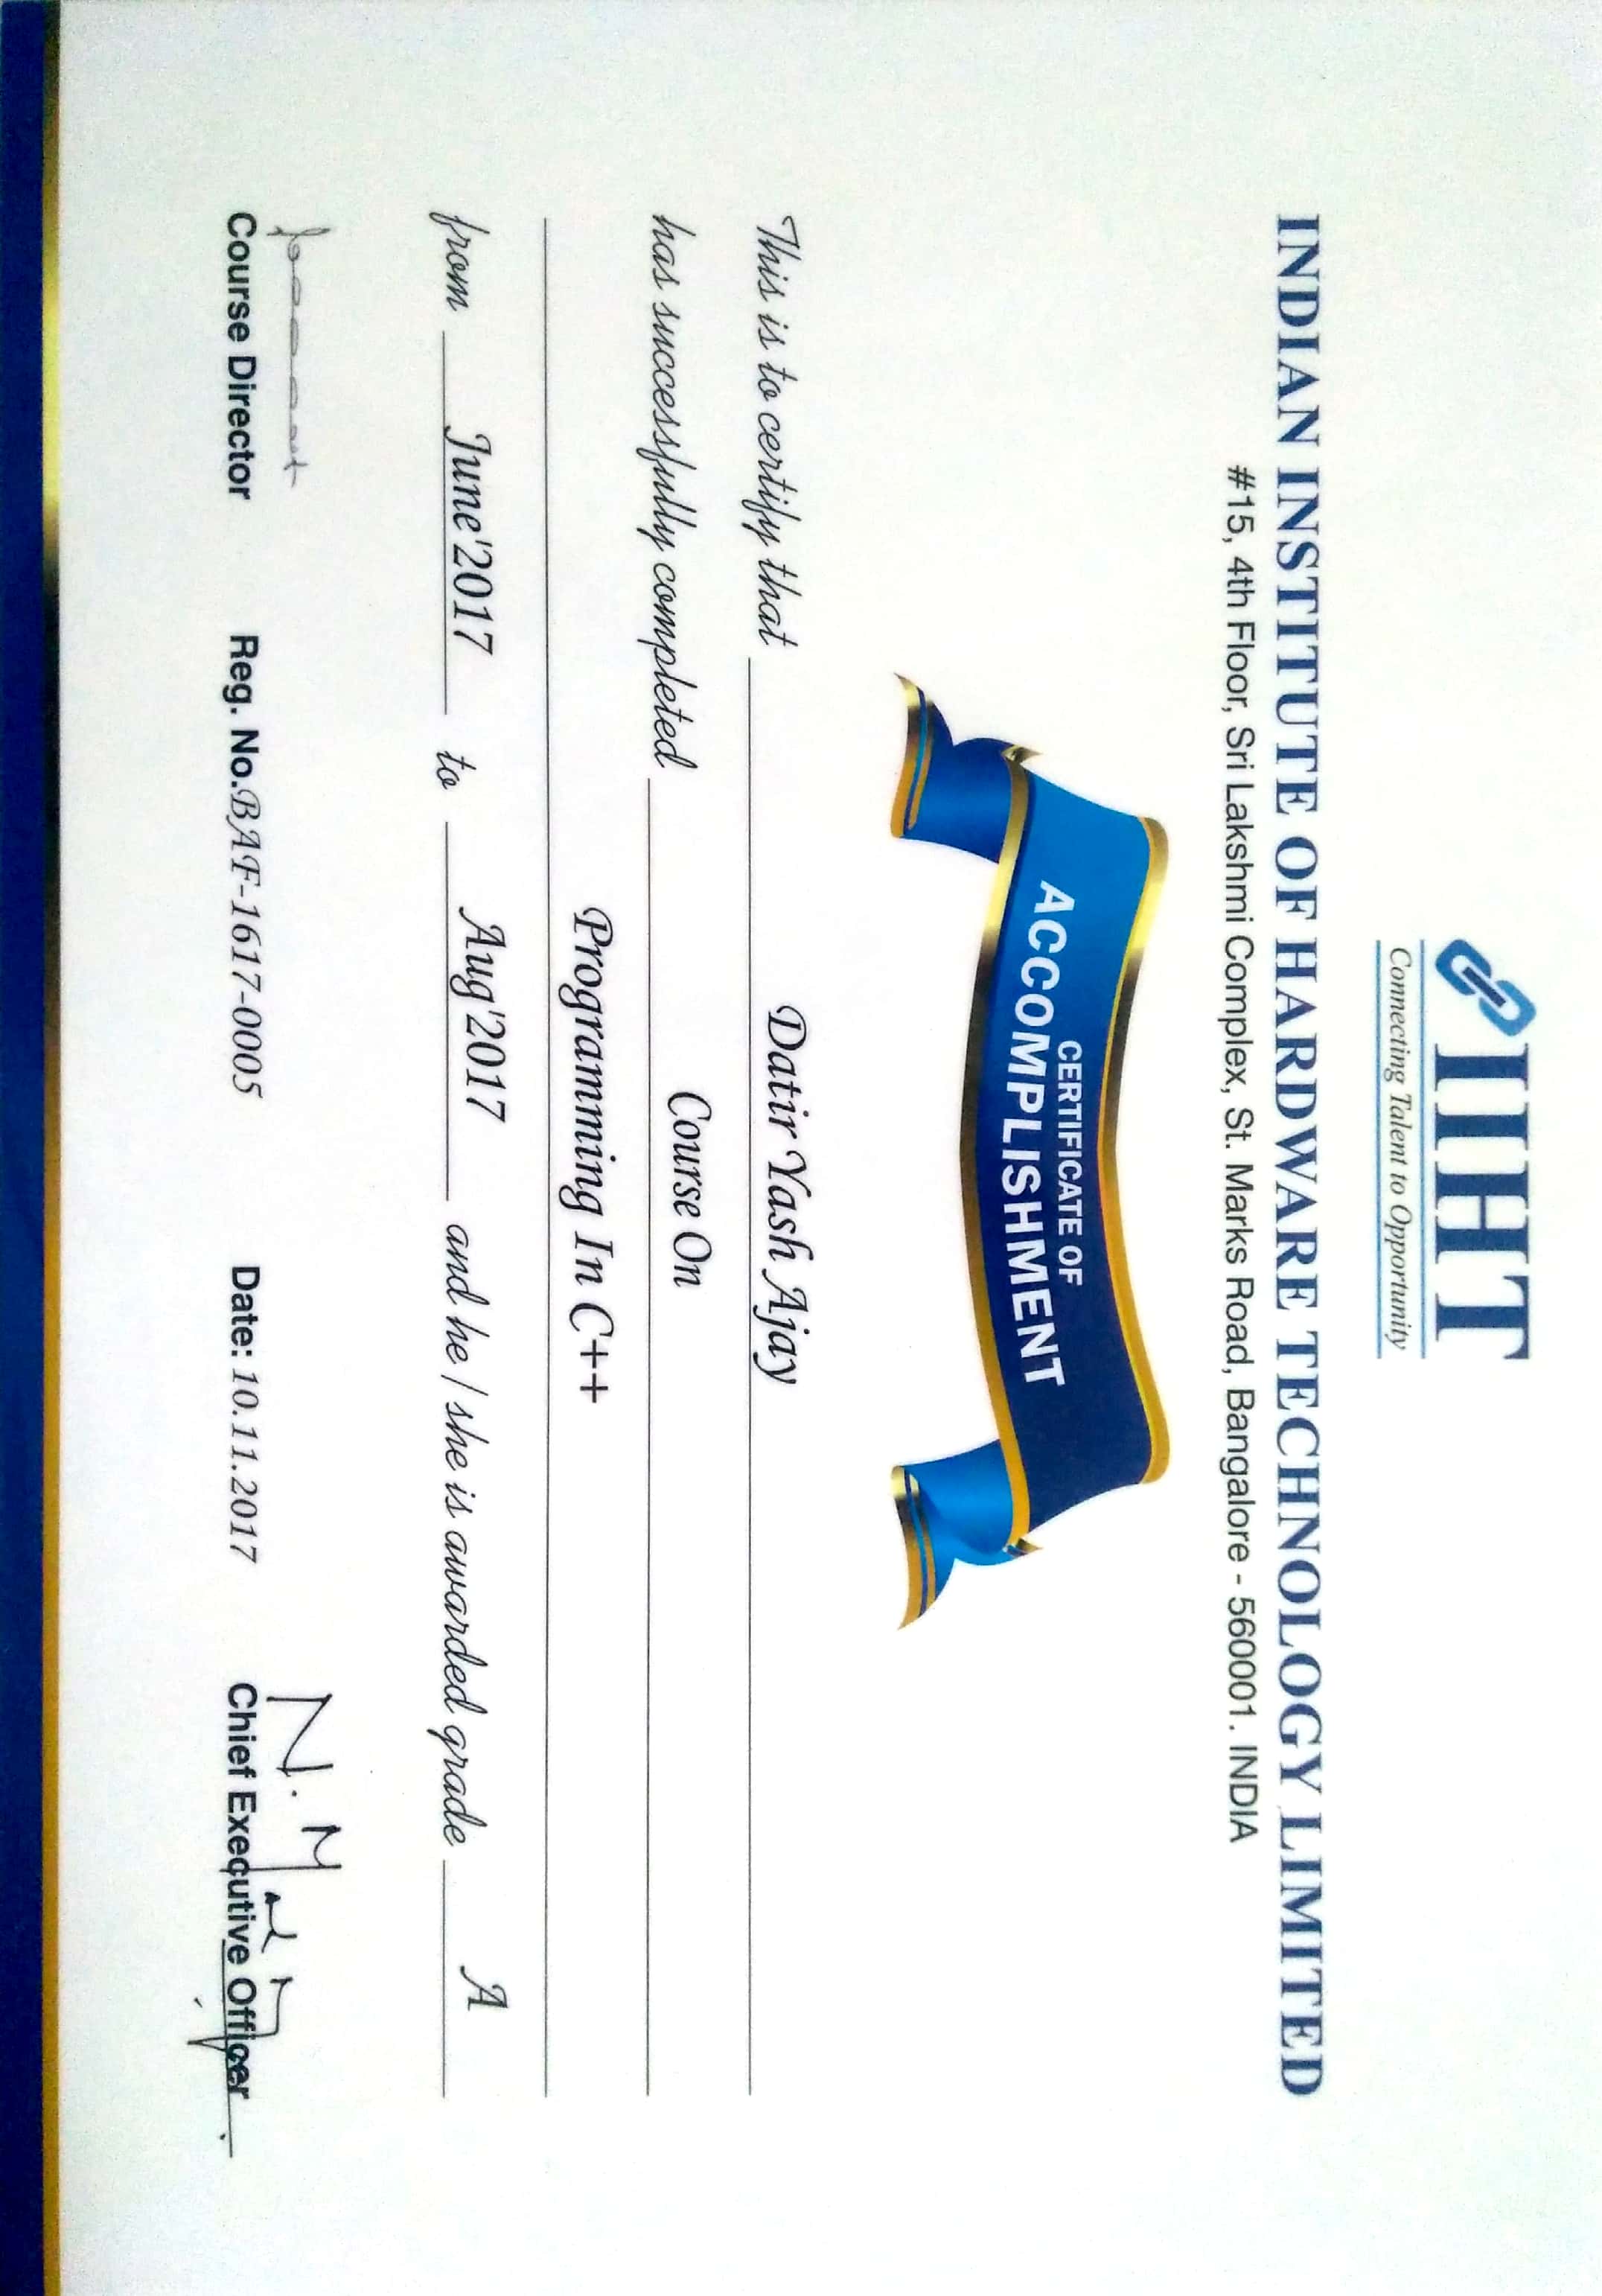 IIHT
Connecting Talent to Opportunity
INDIAN INSTITUTE OF HARDWARE TECHNOLOGY LIMITED
#15, 4th Floor, Sri Lakshmi Complex, St. Marks Road, Bangalore - 560001. INDIA
CERTIFICATE OF
ACCOMPLISHMENT
This is to certify that Datir Yash Ajay
has successfully completed Course On
Programming In C++
from June'2017 to Aug'2017 and he / she is awarded grade A
Course Director Reg. No.BAF-1617-0005 Date: 10.11.2017 Chief Executive Officer